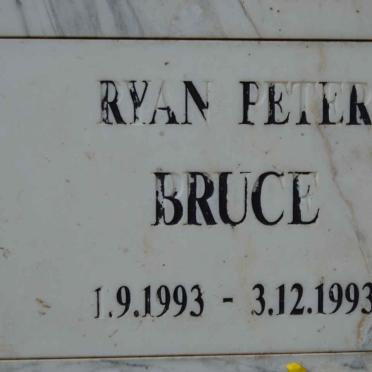 RYAN PETER
BRUCE
1.9.1993 - 3.12.1993